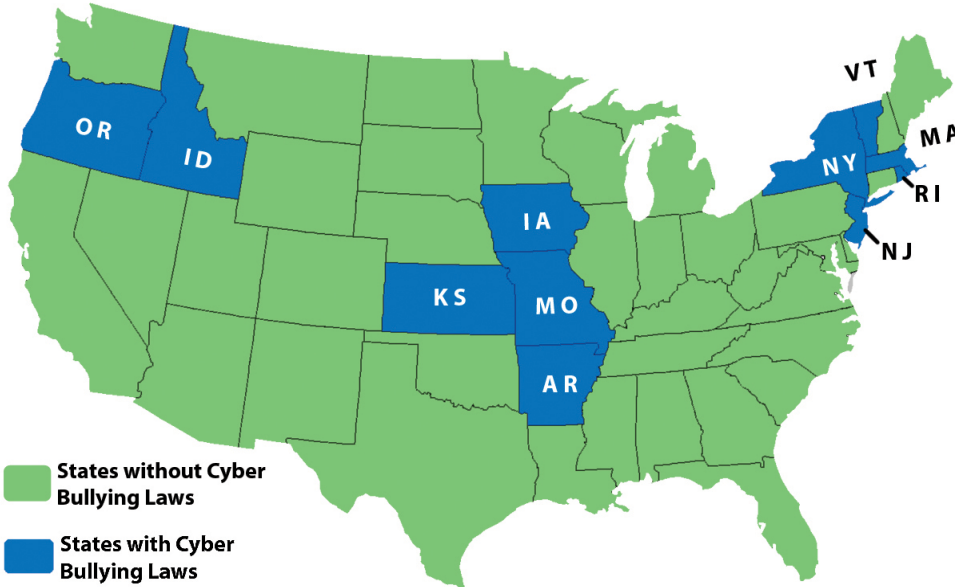 VT
MA
OR
ID
NY
RI
IA
NJ
KS
MO
AR
States without Cyber
Bullying Laws
States with Cyber
Bullying Laws